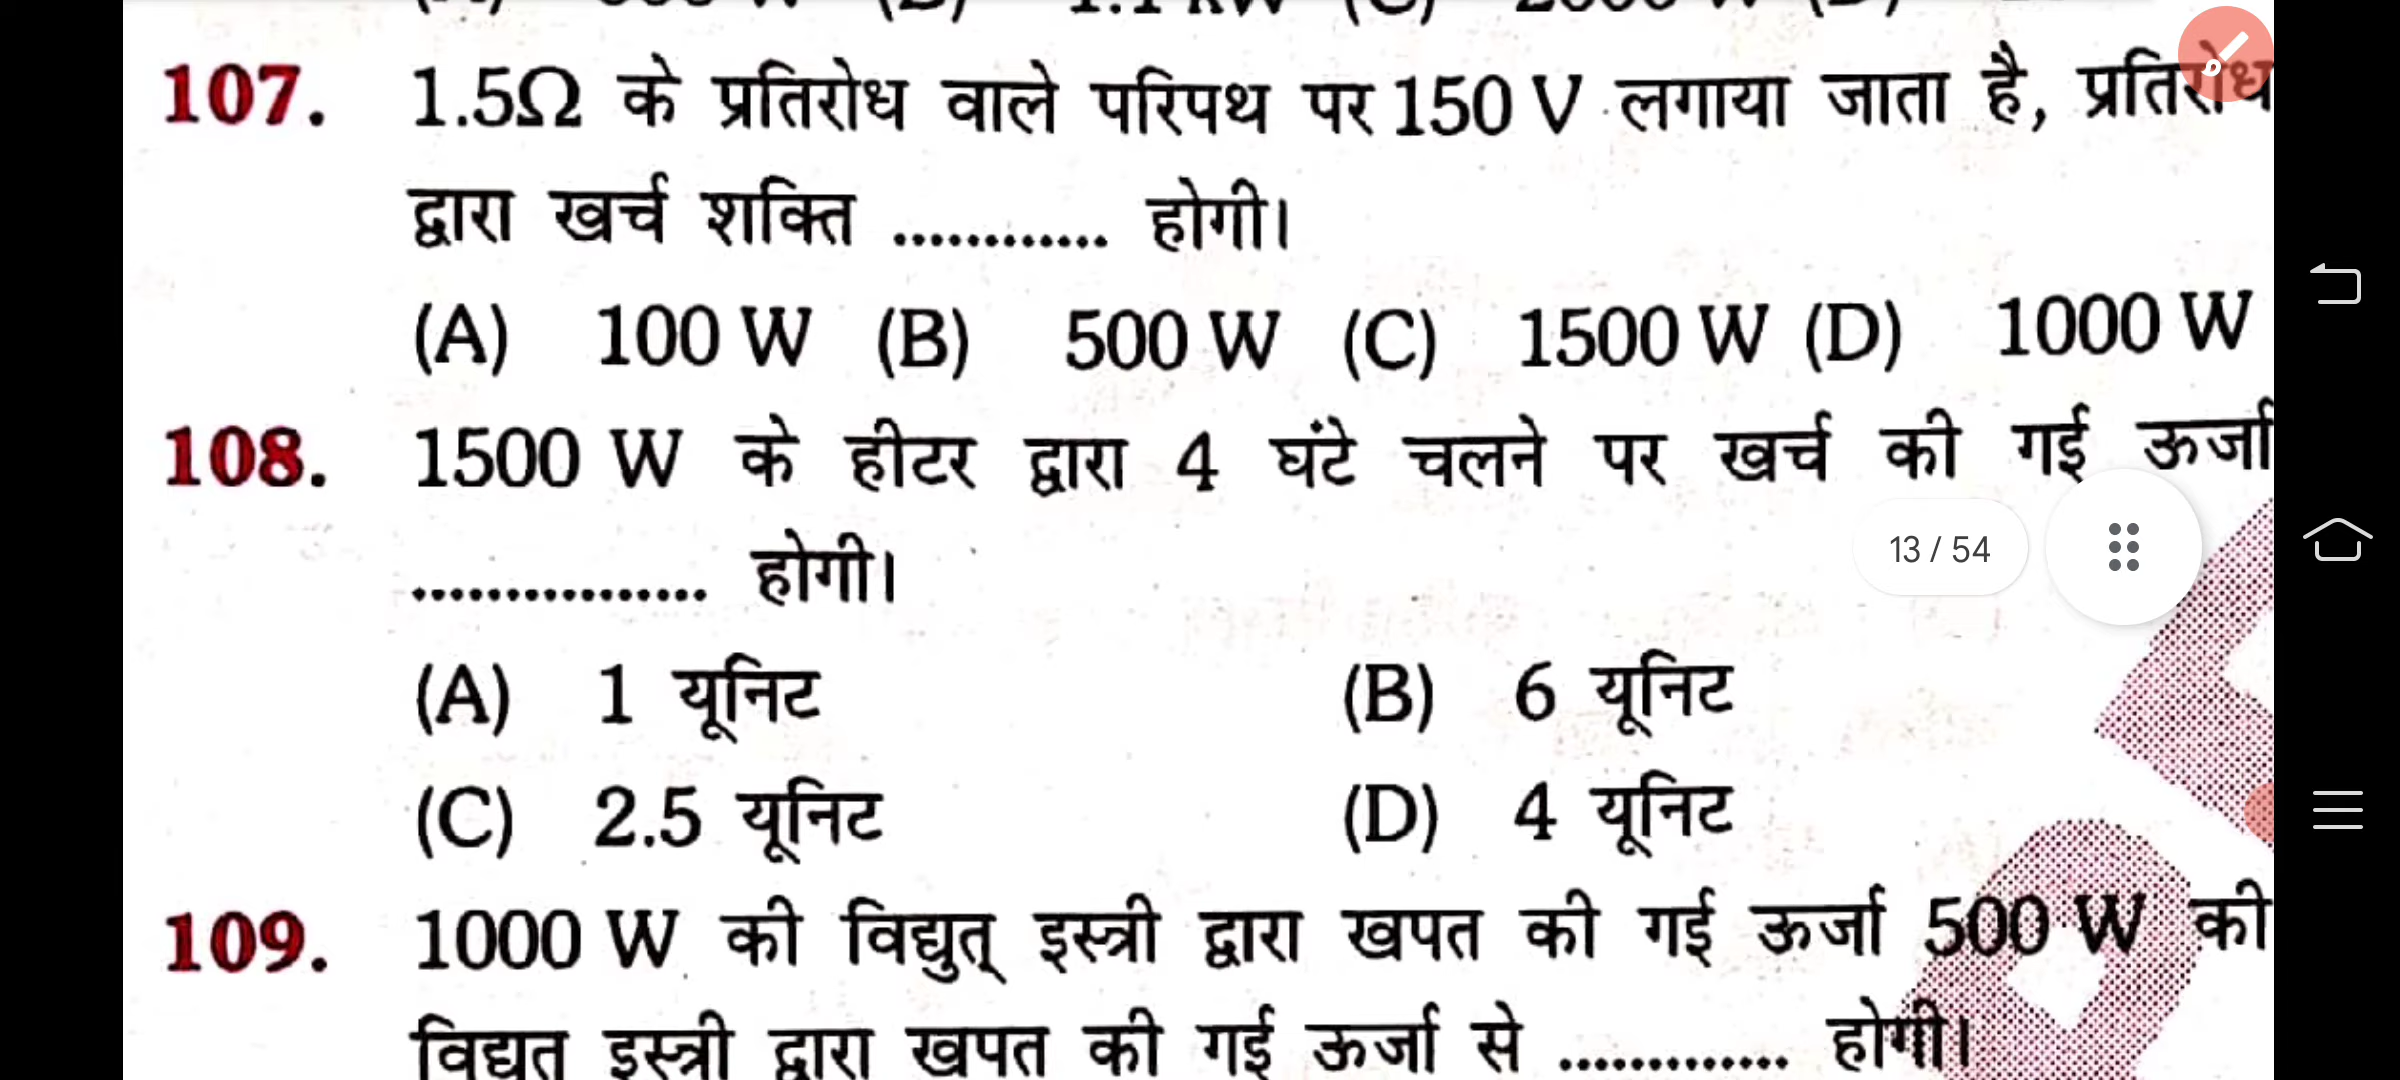 107. 1.5Ω के प्रतिरोध वाले परिपथ पर 150 V लगाया जाता है, प्रतिरोध
द्वारा खर्च शक्ति ............ होगी।
(A) 100 W (B) 500 W (C) 1500 W (D) 1000 W
108. 1500 W के हीटर द्वारा 4 घंटे चलने पर खर्च की गई ऊर्जा
................ होगी।
13 / 54
(A) 1 यूनिट (B) 6 यूनिट
(C) 2.5 यूनिट (D) 4 यूनिट
109. 1000 W की विद्युत् इस्त्री द्वारा खपत की गई ऊर्जा 500 W की
विद्युत इस्त्री द्वारा खपत की गई ऊर्जा से ............. होगी।